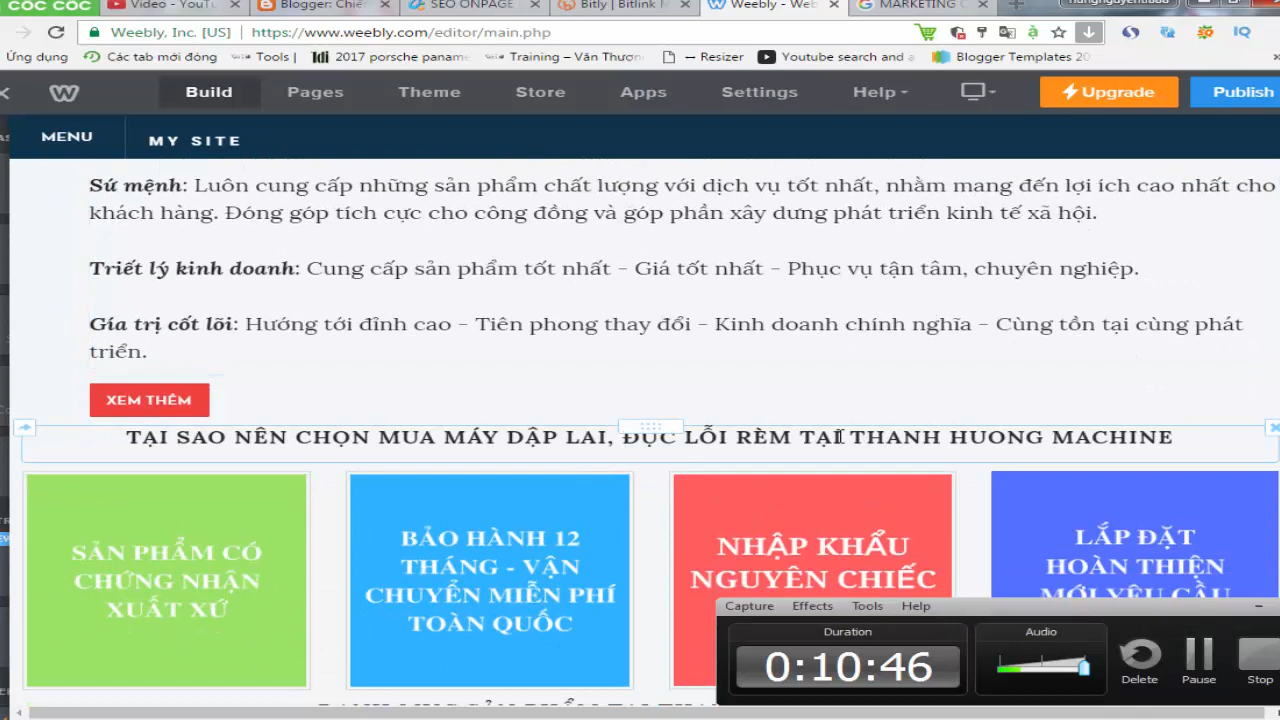 CỐC CỐC
Video - YouTu
Blogger: Chiế
SEO ONPAGE
Bitly | Bitlink M
Weebly - Web
MARKETING C
Weebly, Inc. [US] | https://www.weebly.com/editor/main.php
Ứng dụng
Các tab mới đóng
Tools |
2017 porsche paname
Training – Văn Thươn
— Resizer
Youtube search and a
Blogger Templates 20
Build
Pages
Theme
Store
Apps
Settings
Help
Upgrade
Publish
MENU
MY SITE
Sứ mệnh: Luôn cung cấp những sản phẩm chất lượng với dịch vụ tốt nhất, nhằm mang đến lợi ích cao nhất cho
khách hàng. Đóng góp tích cực cho công đồng và góp phần xây dưng phát triển kinh tế xã hội.
Triết lý kinh doanh: Cung cấp sản phẩm tốt nhất - Giá tốt nhất - Phục vụ tận tâm, chuyên nghiệp.
Gía trị cốt lõi: Hướng tới đỉnh cao - Tiên phong thay đổi - Kinh doanh chính nghĩa - Cùng tồn tại cùng phát
triển.
XEM THÊM
TẠI SAO NÊN CHỌN MUA MÁY DẬP LAI, ĐỤC LỖI RÈM TẠI THANH HUONG MACHINE
SẢN PHẨM CÓ
CHỨNG NHẬN
XUẤT XỨ
BẢO HÀNH 12
THÁNG - VẬN
CHUYỂN MIỄN PHÍ
TOÀN QUỐC
NHẬP KHẨU
NGUYÊN CHIẾC
LẮP ĐẶT
HOÀN THIỆN
MỚI YÊU CẦU
Capture
Effects
Tools
Help
Duration
0:10:46
Audio
Delete
Pause
Stop